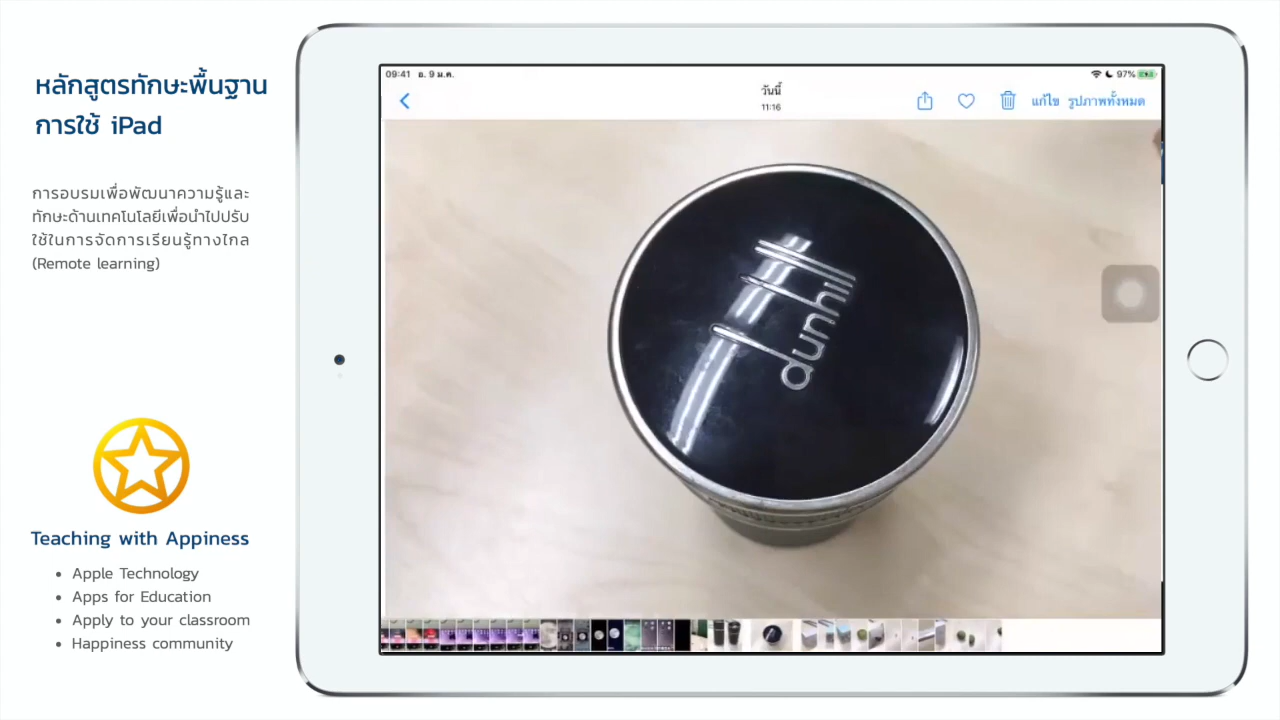 หลักสูตรทักษะพื้นฐาน
การใช้ iPad
การอบรมเพื่อพัฒนาความรู้และ
ทักษะด้านเทคโนโลยีเพื่อนำไปปรับ
ใช้ในการจัดการเรียนรู้ทางไกล
(Remote learning)
Teaching with Appiness
• Apple Technology
• Apps for Education
• Apply to your classroom
• Happiness community
09:41 อ. 9 ม.ค.
97%
วันนี้
11:16
แก้ไข รูปภาพทั้งหมด
dunhill